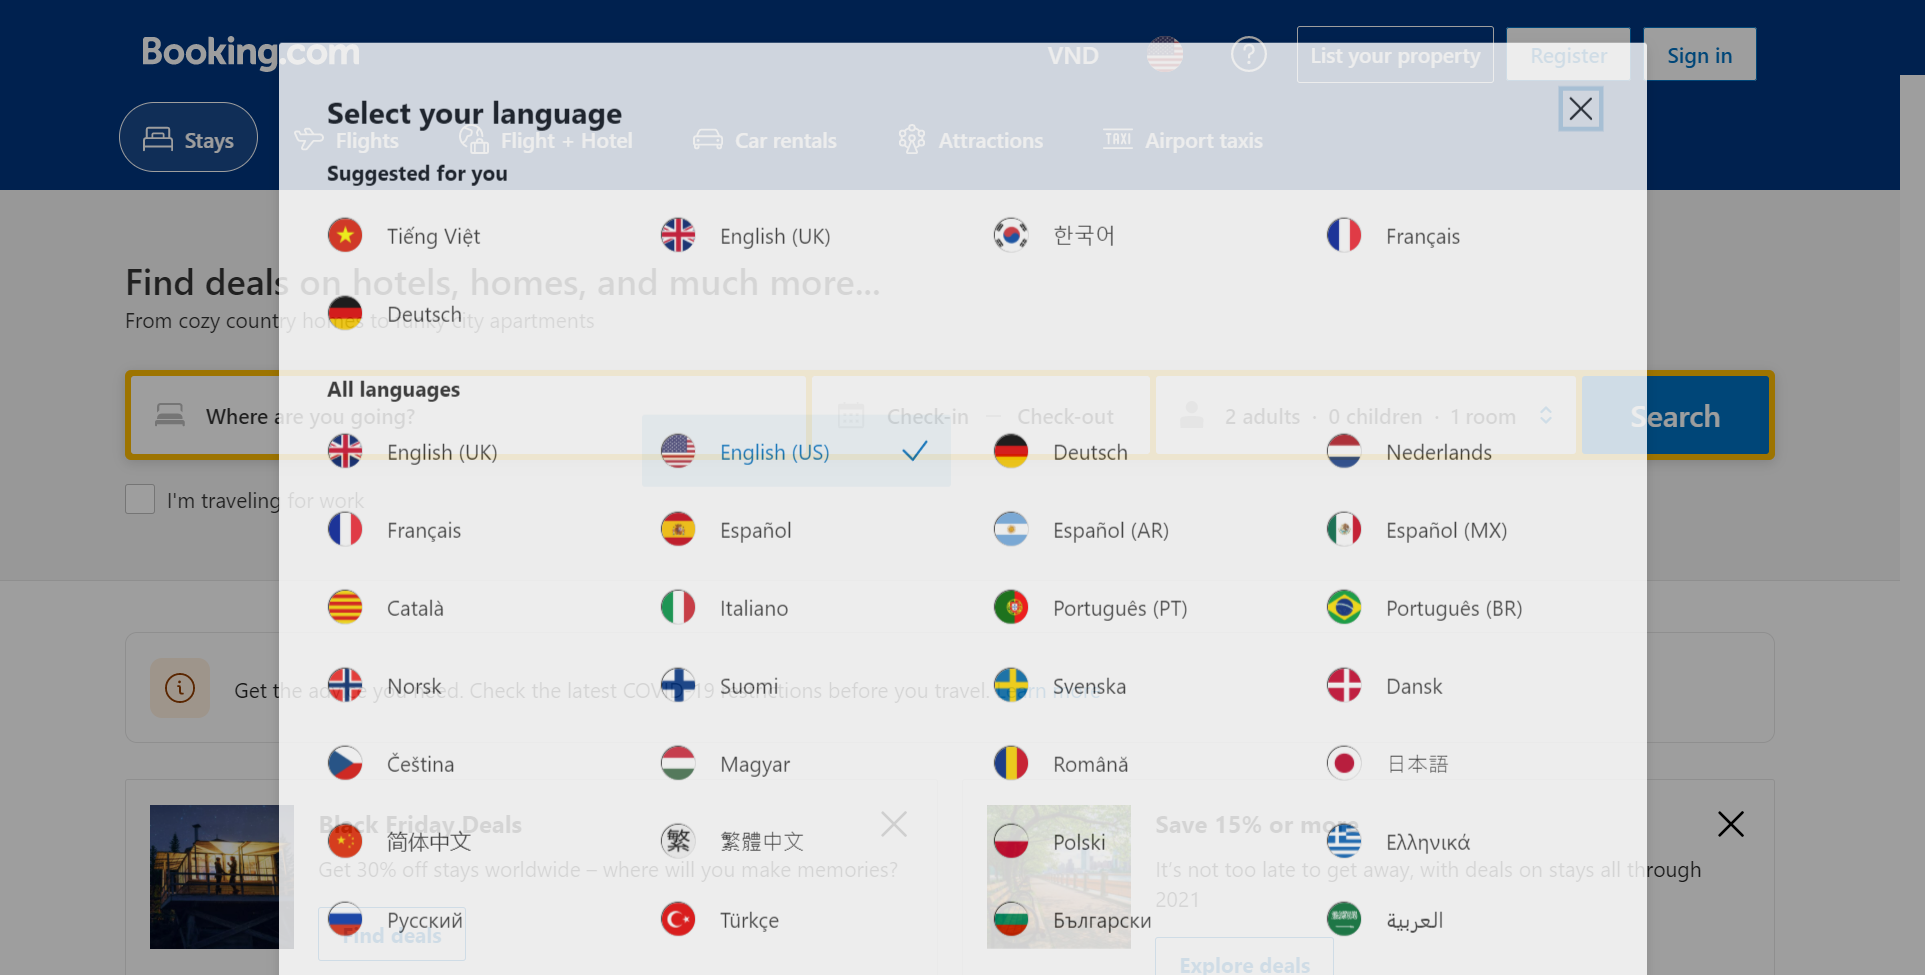 Booking.com
VND
List your property
Register
Sign in
Stays
Flights
Flight + Hotel
Car rentals
Attractions
TAXI
Airport taxis
Select your language
Suggested for you
Tiếng Việt
English (UK)
한국어
Français
Deutsch
Find deals on hotels, homes, and much more...
From cozy country homes to funky city apartments
All languages
Where are you going?
Check-in — Check-out
2 adults · 0 children · 1 room
Search
English (UK)
English (US)
Deutsch
Nederlands
I'm traveling for work
Français
Español
Español (AR)
Español (MX)
Català
Italiano
Português (PT)
Português (BR)
Get the advice you need. Check the latest COVID-19 restrictions before you travel. Learn more
Norsk
Suomi
Svenska
Dansk
Čeština
Magyar
Română
日本語
Black Friday Deals
Get 30% off stays worldwide – where will you make memories?
Find deals
Save 15% or more
It's not too late to get away, with deals on stays all through
2021
Explore deals
简体中文
繁
繁體中文
Polski
Ελληνικά
Русский
Türkçe
Български
العربية